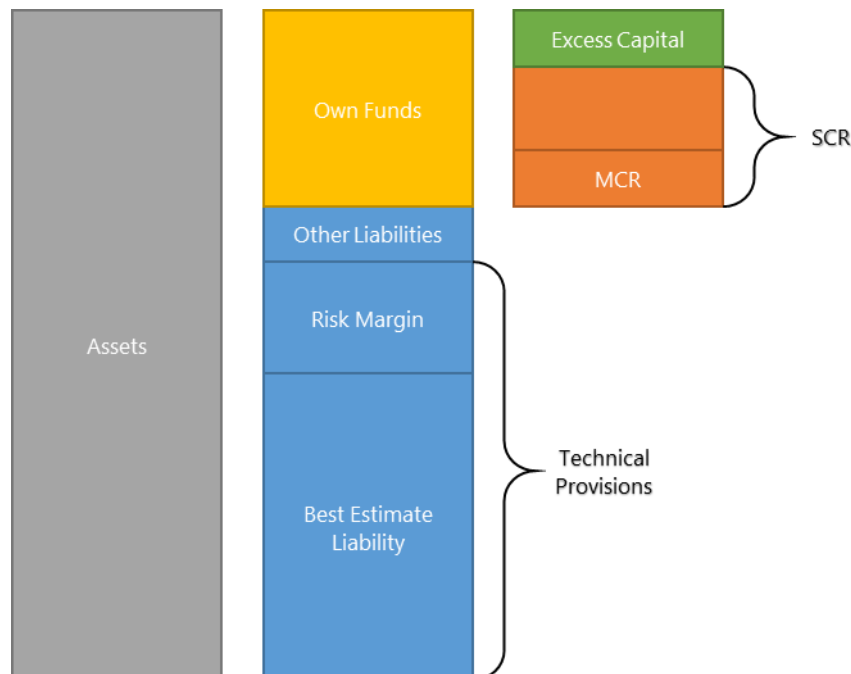 Assets
Own Funds
Other Liabilities
Risk Margin
Best Estimate
Liability
Excess Capital
MCR
SCR
Technical
Provisions